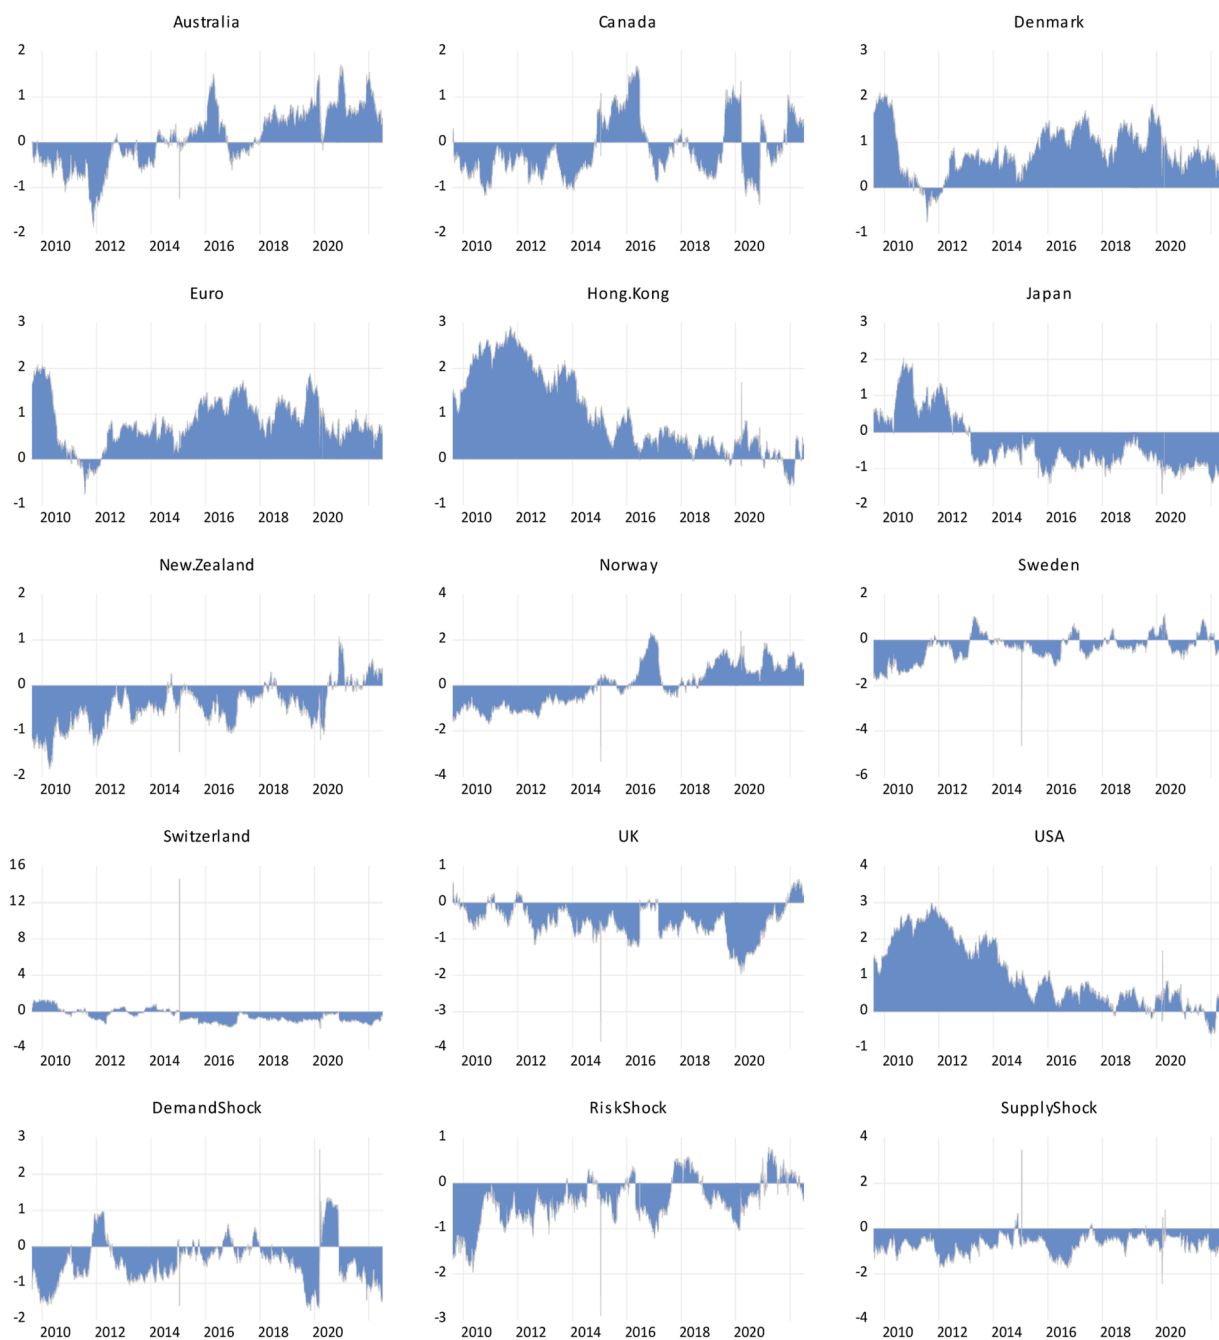 Australia Canada Denmark
2 2 3
1 1 2
0 0 1
-1 -1 0
-2 -2 -1
2010 2012 2014 2016 2018 2020 2010 2012 2014 2016 2018 2020 2010 2012 2014 2016 2018 2020
Euro Hong.Kong Japan
3 3 3
2 2 2
1 1 1
0 0 0
-1
-1 -1 -2
2010 2012 2014 2016 2018 2020 2010 2012 2014 2016 2018 2020 2010 2012 2014 2016 2018 2020
New.Zealand Norway Sweden
2 4 2
1 2 0
0 0 -2
-1 -2 -4
-2 -4 -6
2010 2012 2014 2016 2018 2020 2010 2012 2014 2016 2018 2020 2010 2012 2014 2016 2018 2020
Switzerland UK USA
16 1 4
12 0 3
8 -1 2
4 -2 1
0 -3 0
-4 -4 -1
2010 2012 2014 2016 2018 2020 2010 2012 2014 2016 2018 2020 2010 2012 2014 2016 2018 2020
DemandShock RiskShock SupplyShock
3 1 4
2 0 2
1
0 -1 0
-1 -2 -2
-2 -3 -4
2010 2012 2014 2016 2018 2020 2010 2012 2014 2016 2018 2020 2010 2012 2014 2016 2018 2020